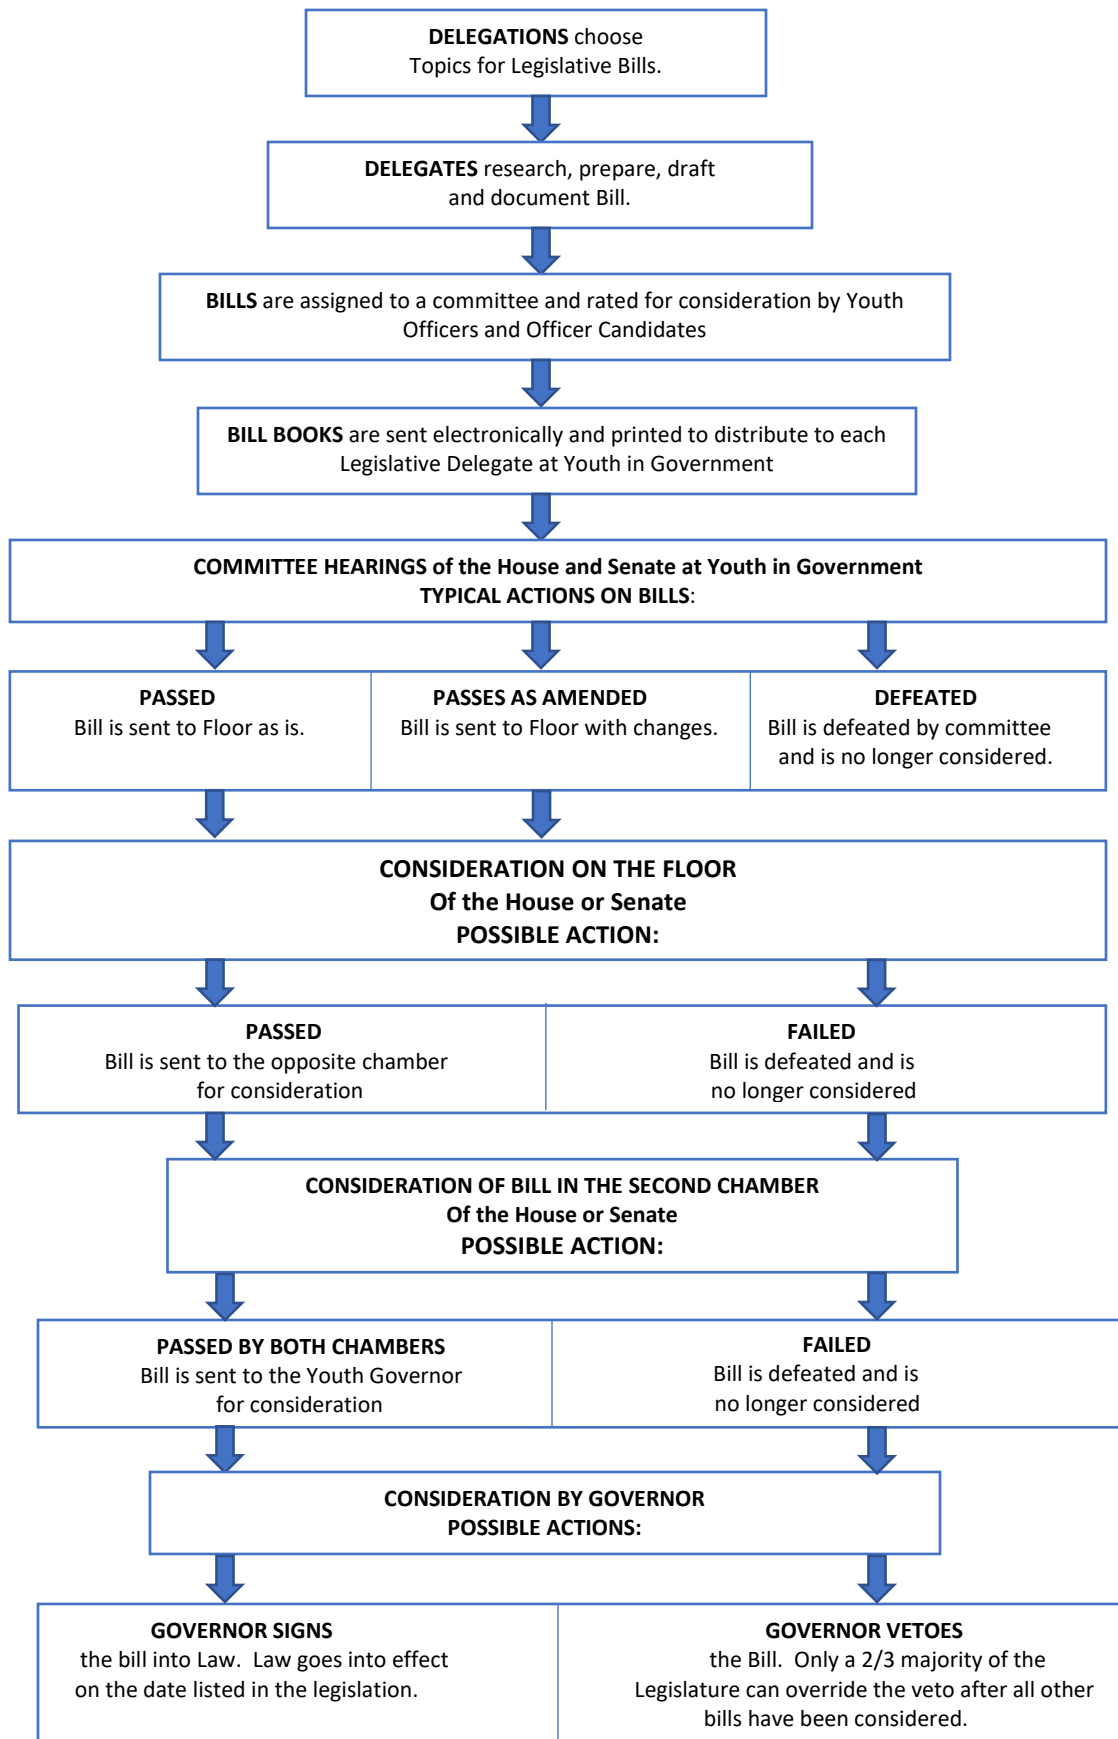 DELEGATIONS choose
Topics for Legislative Bills.
DELEGATES research, prepare, draft
and document Bill.
BILLS are assigned to a committee and rated for consideration by Youth
Officers and Officer Candidates
BILL BOOKS are sent electronically and printed to distribute to each
Legislative Delegate at Youth in Government
COMMITTEE HEARINGS of the House and Senate at Youth in Government
TYPICAL ACTIONS ON BILLS:
PASSED
Bill is sent to Floor as is.
PASSES AS AMENDED
Bill is sent to Floor with changes.
DEFEATED
Bill is defeated by committee
and is no longer considered.
CONSIDERATION ON THE FLOOR
Of the House or Senate
POSSIBLE ACTION:
PASSED
Bill is sent to the opposite chamber
for consideration
FAILED
Bill is defeated and is
no longer considered
CONSIDERATION OF BILL IN THE SECOND CHAMBER
Of the House or Senate
POSSIBLE ACTION:
PASSED BY BOTH CHAMBERS
Bill is sent to the Youth Governor
for consideration
FAILED
Bill is defeated and is
no longer considered
CONSIDERATION BY GOVERNOR
POSSIBLE ACTIONS:
GOVERNOR SIGNS
the bill into Law. Law goes into effect
on the date listed in the legislation.
GOVERNOR VETOES
the Bill. Only a 2/3 majority of the
Legislature can override the veto after all other
bills have been considered.